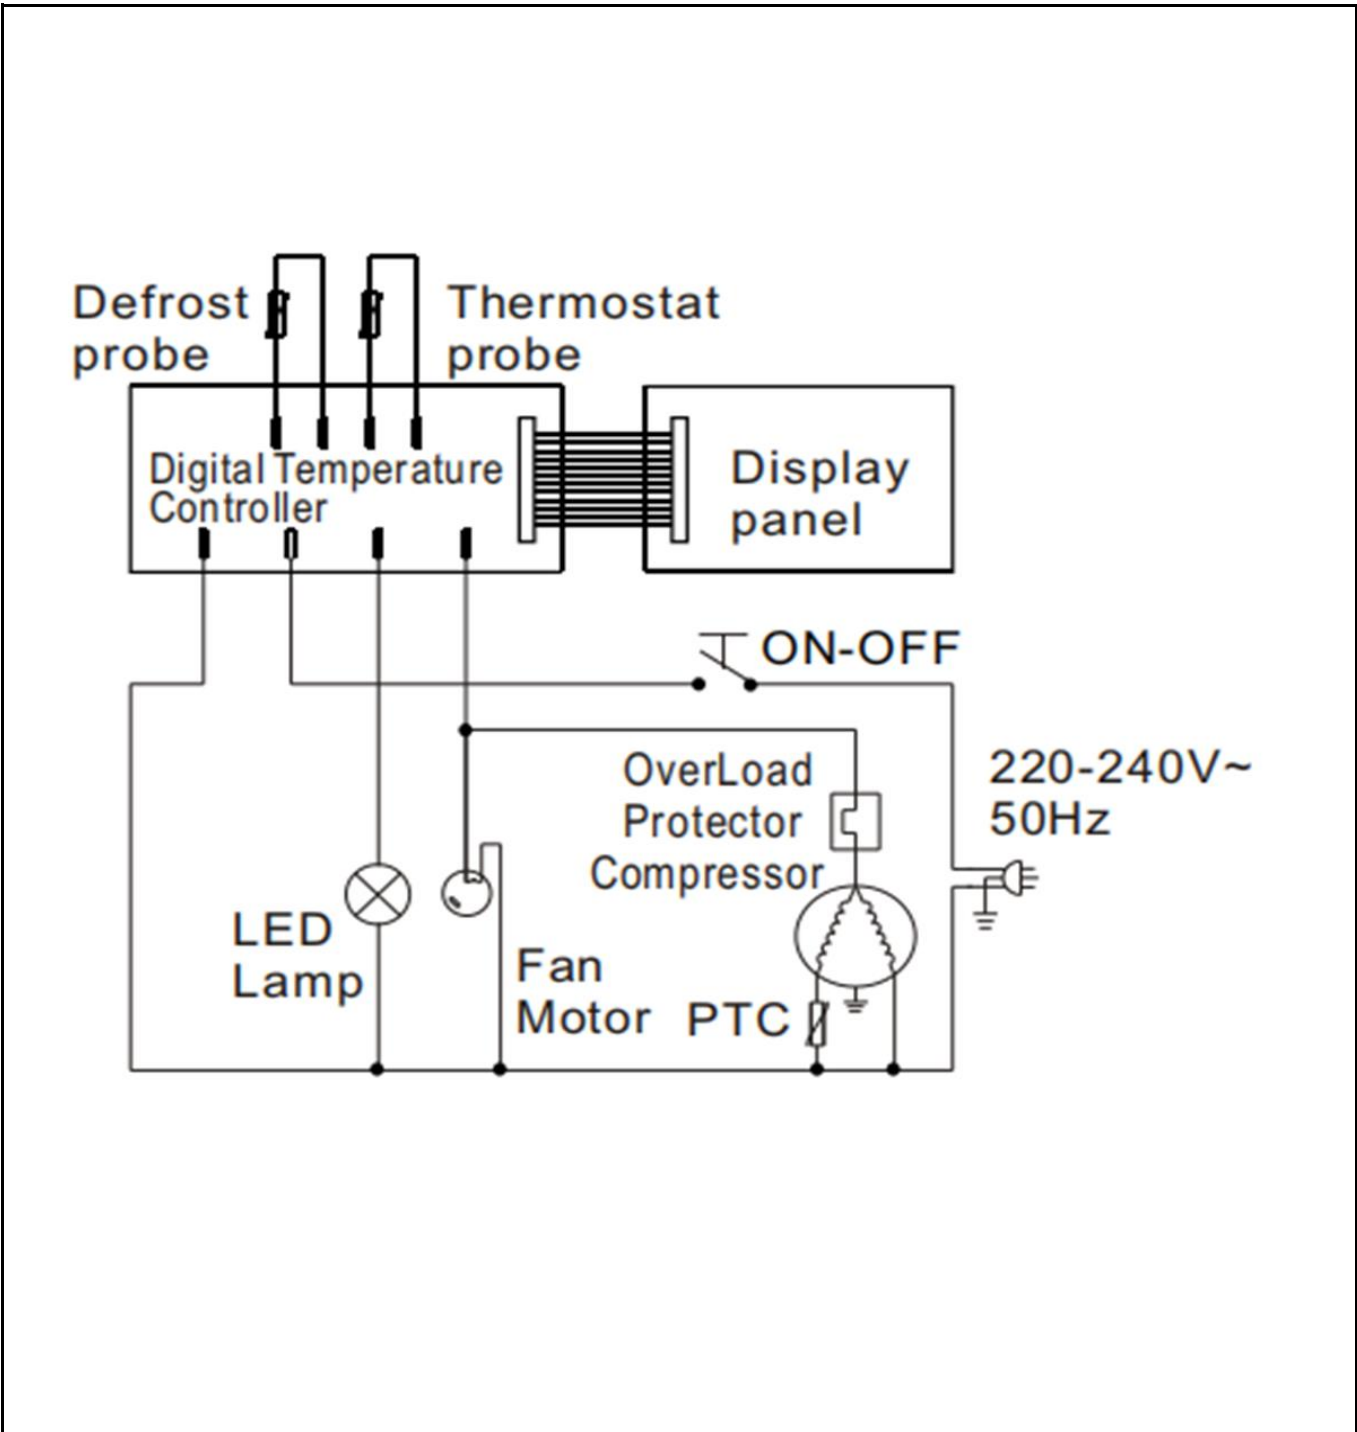 Defrost
probe
Thermostat
probe
Digital Temperature
Controller
Display
panel
ON-OFF
OverLoad
Protector
Compressor
220-240V~
50Hz
LED
Lamp
Fan
Motor
PTC